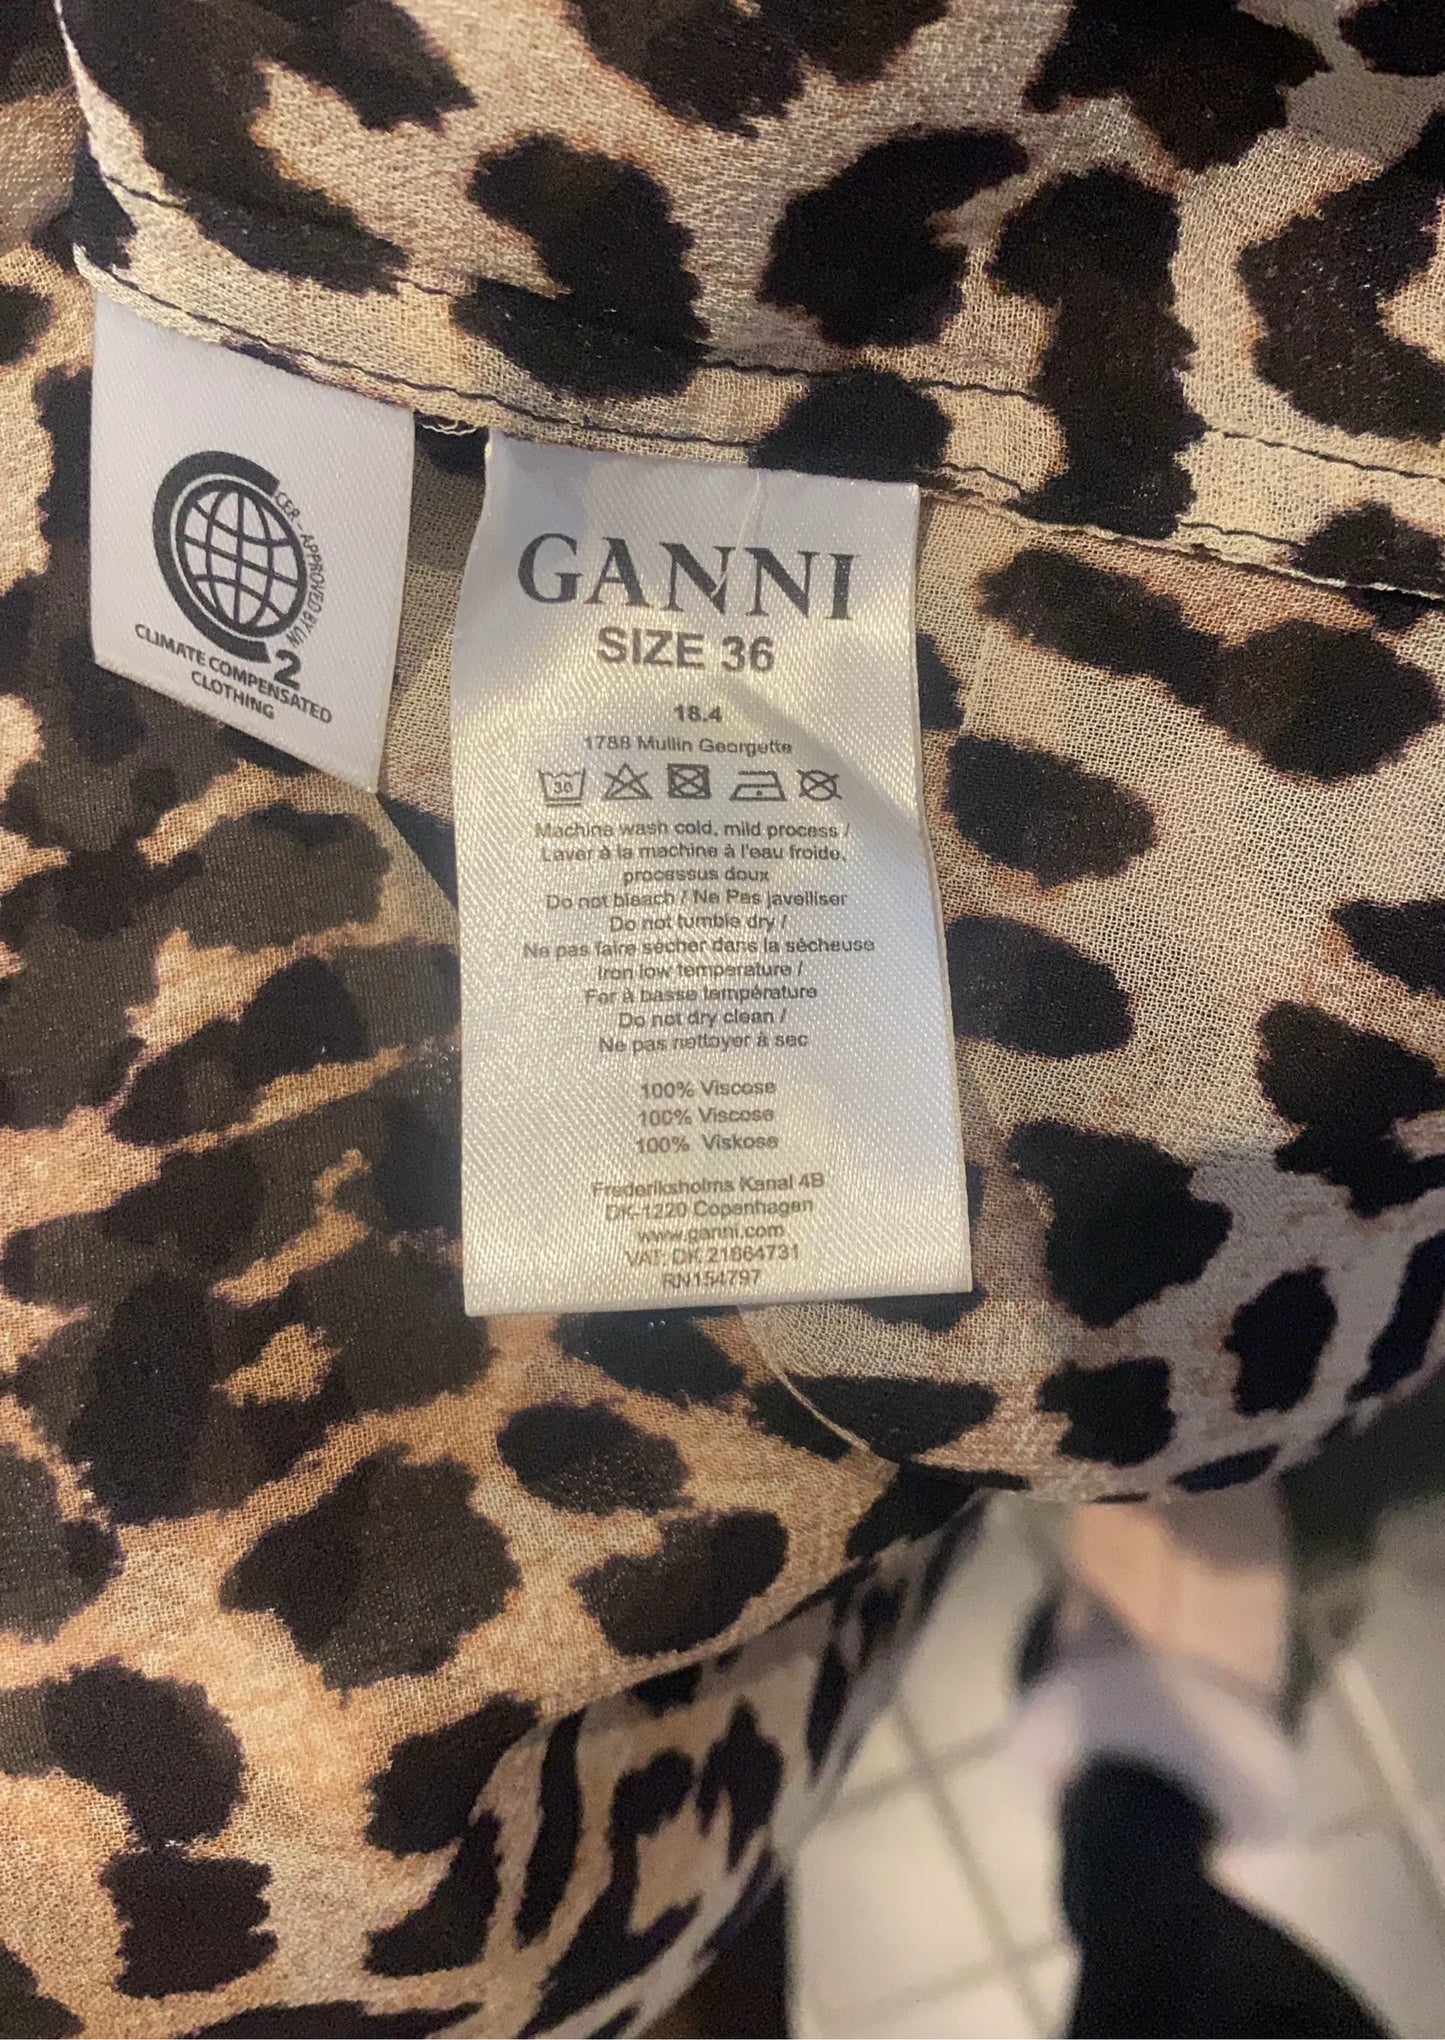 CER - APPROVED BY UN
2
CLIMATE COMPENSATED
CLOTHING
GANNI
SIZE 36
18.4
1788 Mullin Georgette
30
Machine wash cold, mild process /
Laver à la machine à l'eau froide,
processus doux
Do not bleach / Ne Pas javelliser
Do not tumble dry /
Ne pas faire sécher dans la sécheuse
Iron low temperature /
Fer à basse température
Do not dry clean /
Ne pas nettoyer à sec
100% Viscose
100% Viscose
100% Viskose
Frederiksholms Kanal 4B
DK-1220 Copenhagen
www.ganni.com
VAT: DK 21664731
RN154797